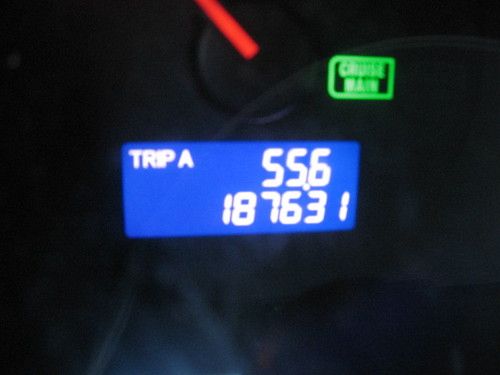 CRUISE
MAIN
TRIP A
55.6
187631